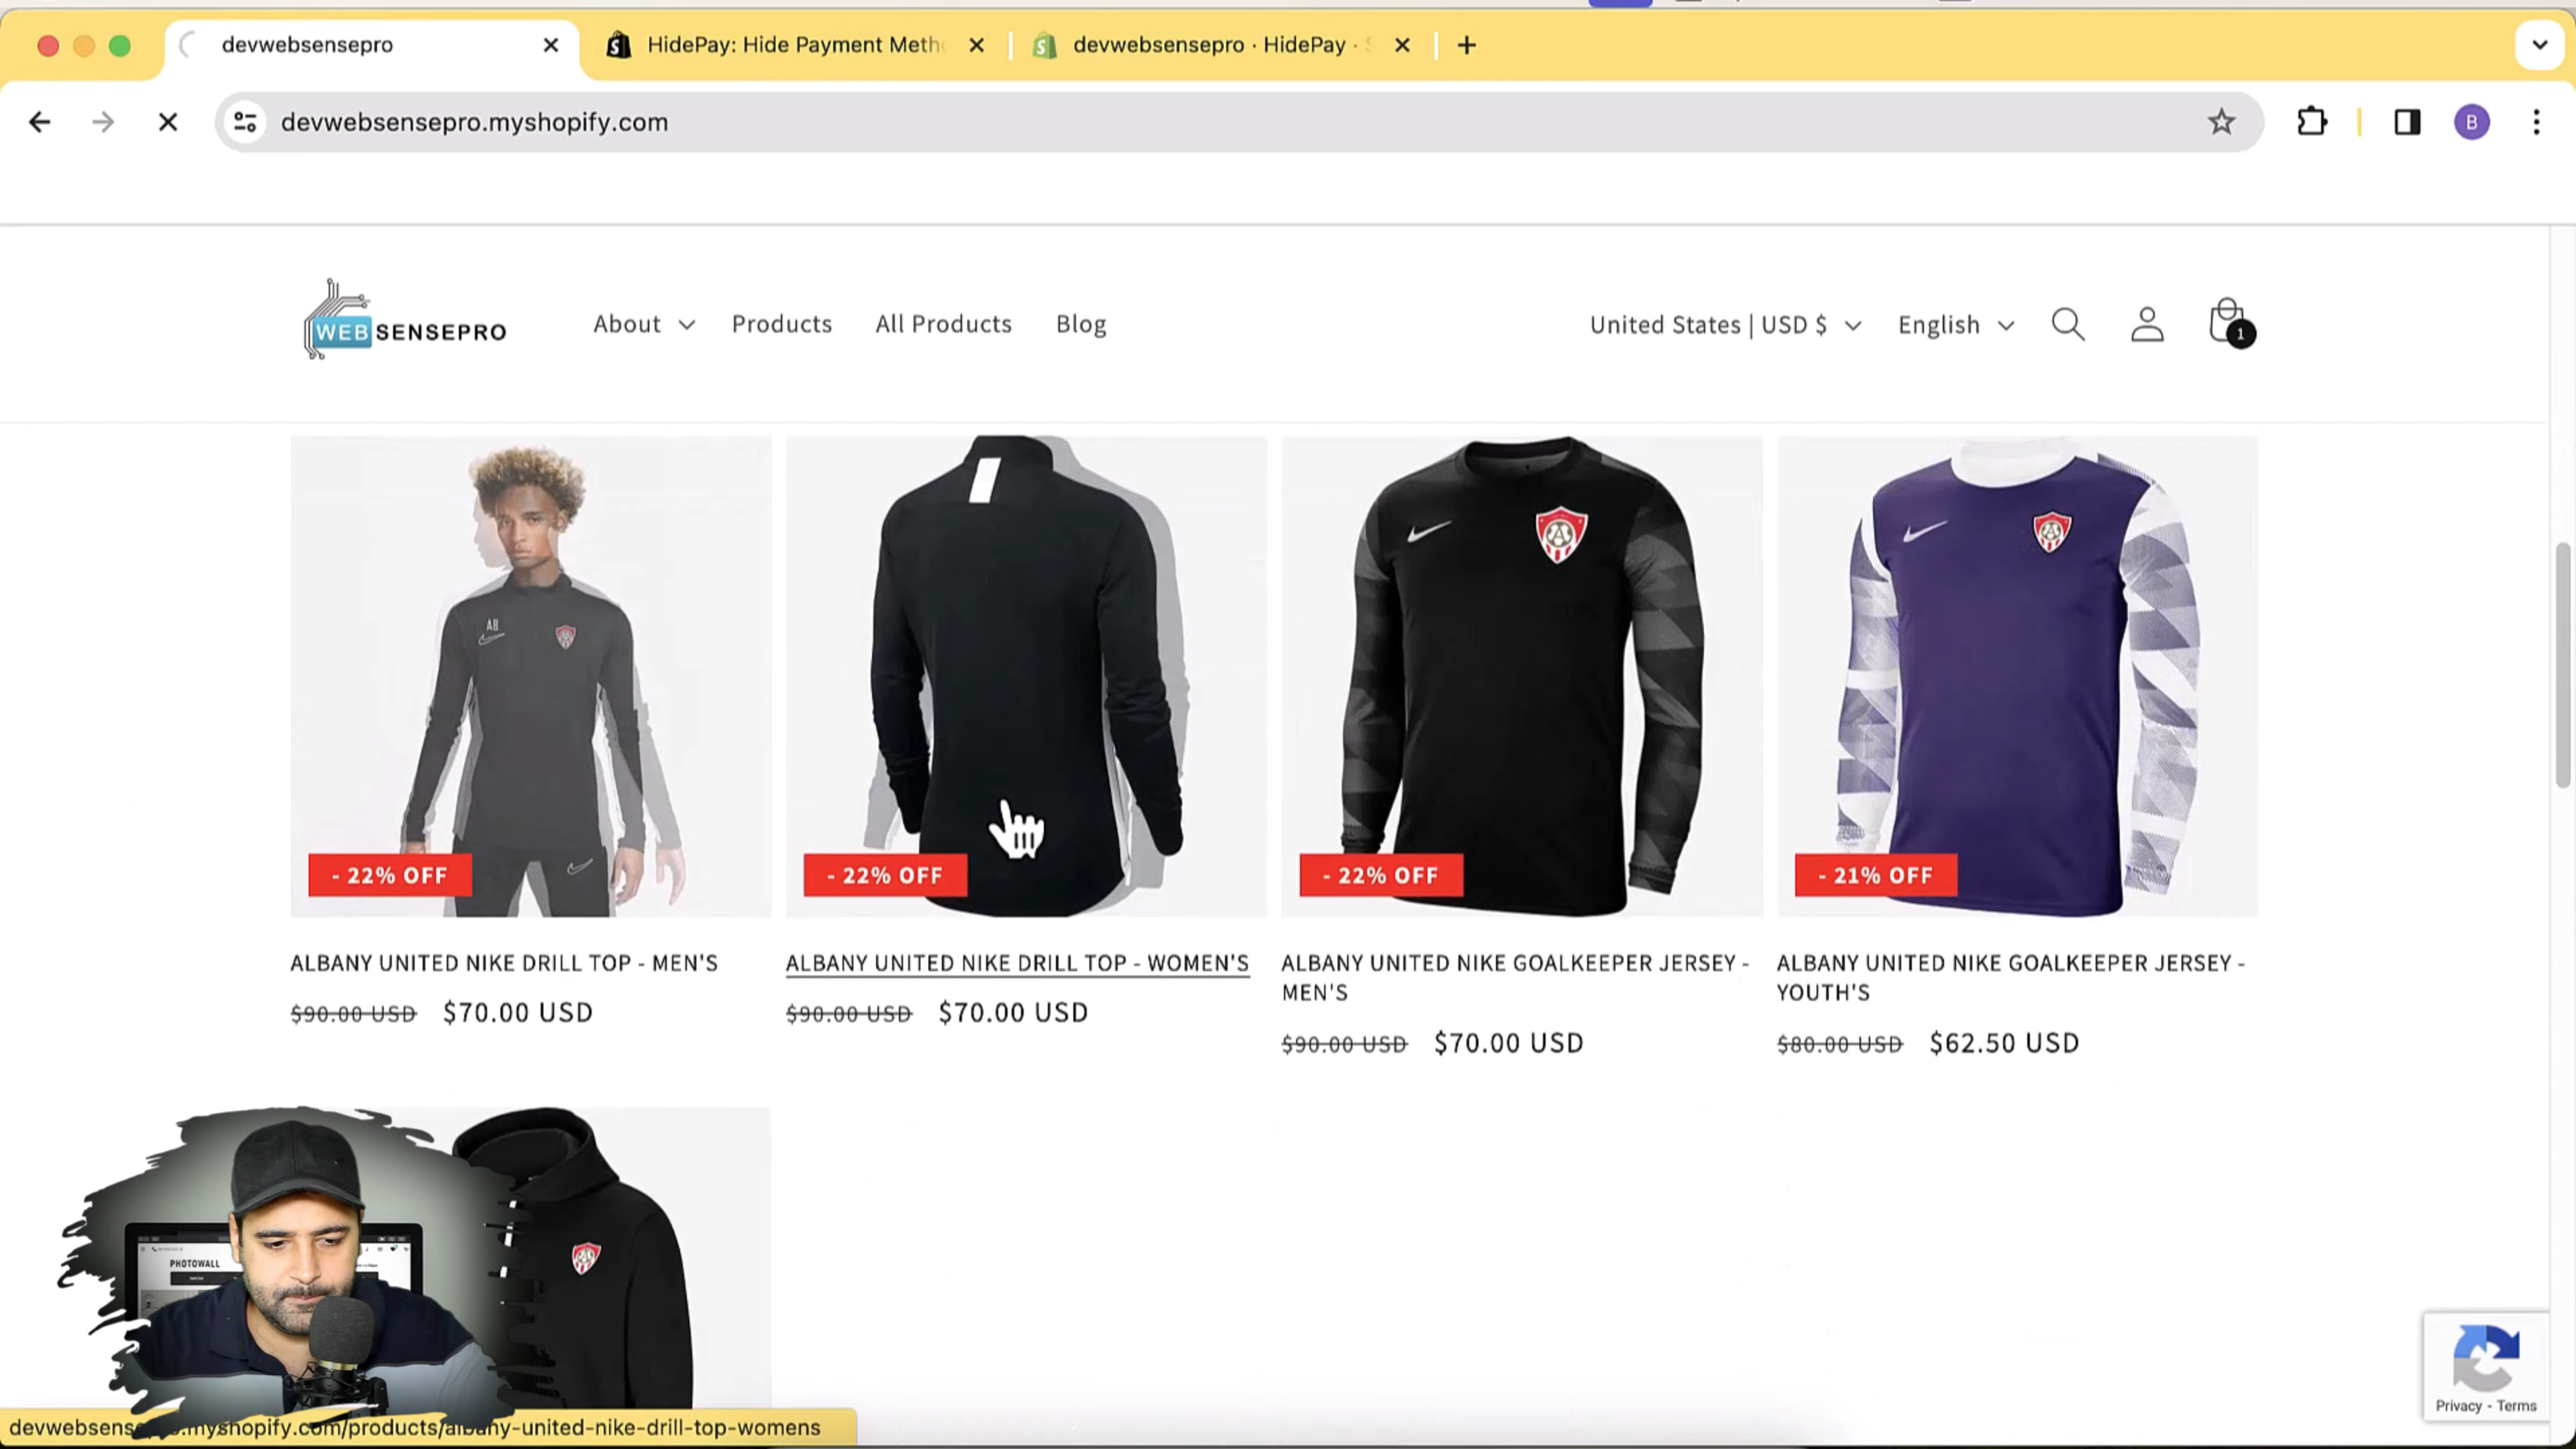 devwebsensepro
HidePay: Hide Payment Meth
devwebsensepro · HidePay ·
devwebsensepro.myshopify.com
B
WEB SENSEPRO
About
Products
All Products
Blog
United States | USD $
English
1
AB
- 22% OFF
- 22% OFF
- 22% OFF
- 21% OFF
ALBANY UNITED NIKE DRILL TOP - MEN'S
$90.00 USD $70.00 USD
ALBANY UNITED NIKE DRILL TOP - WOMEN'S
$90.00 USD $70.00 USD
ALBANY UNITED NIKE GOALKEEPER JERSEY -
MEN'S
$90.00 USD $70.00 USD
ALBANY UNITED NIKE GOALKEEPER JERSEY -
YOUTH'S
$80.00 USD $62.50 USD
PHOTOWALL
Privacy - Terms
devwebsens .myshopify.com/products/albany-united-nike-drill-top-womens